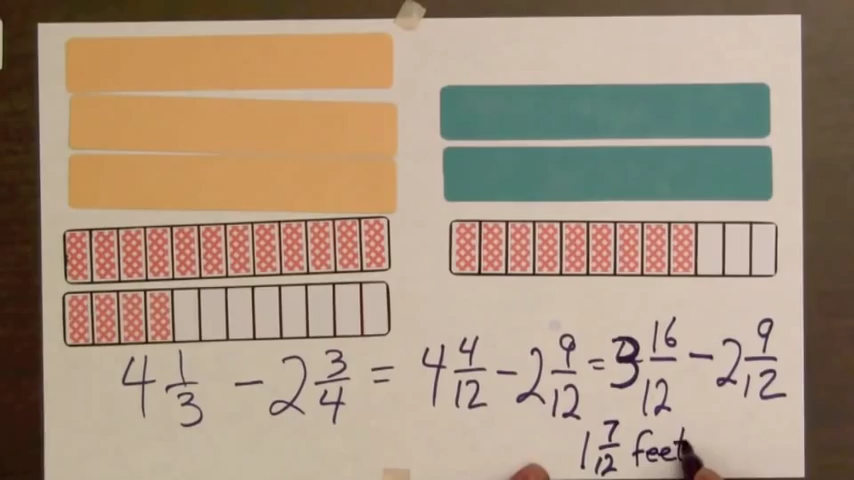 4 1/3 - 2 3/4 = 4 4/12 - 2 9/12 = 3 16/12 - 2 9/12
1 7/12 feet